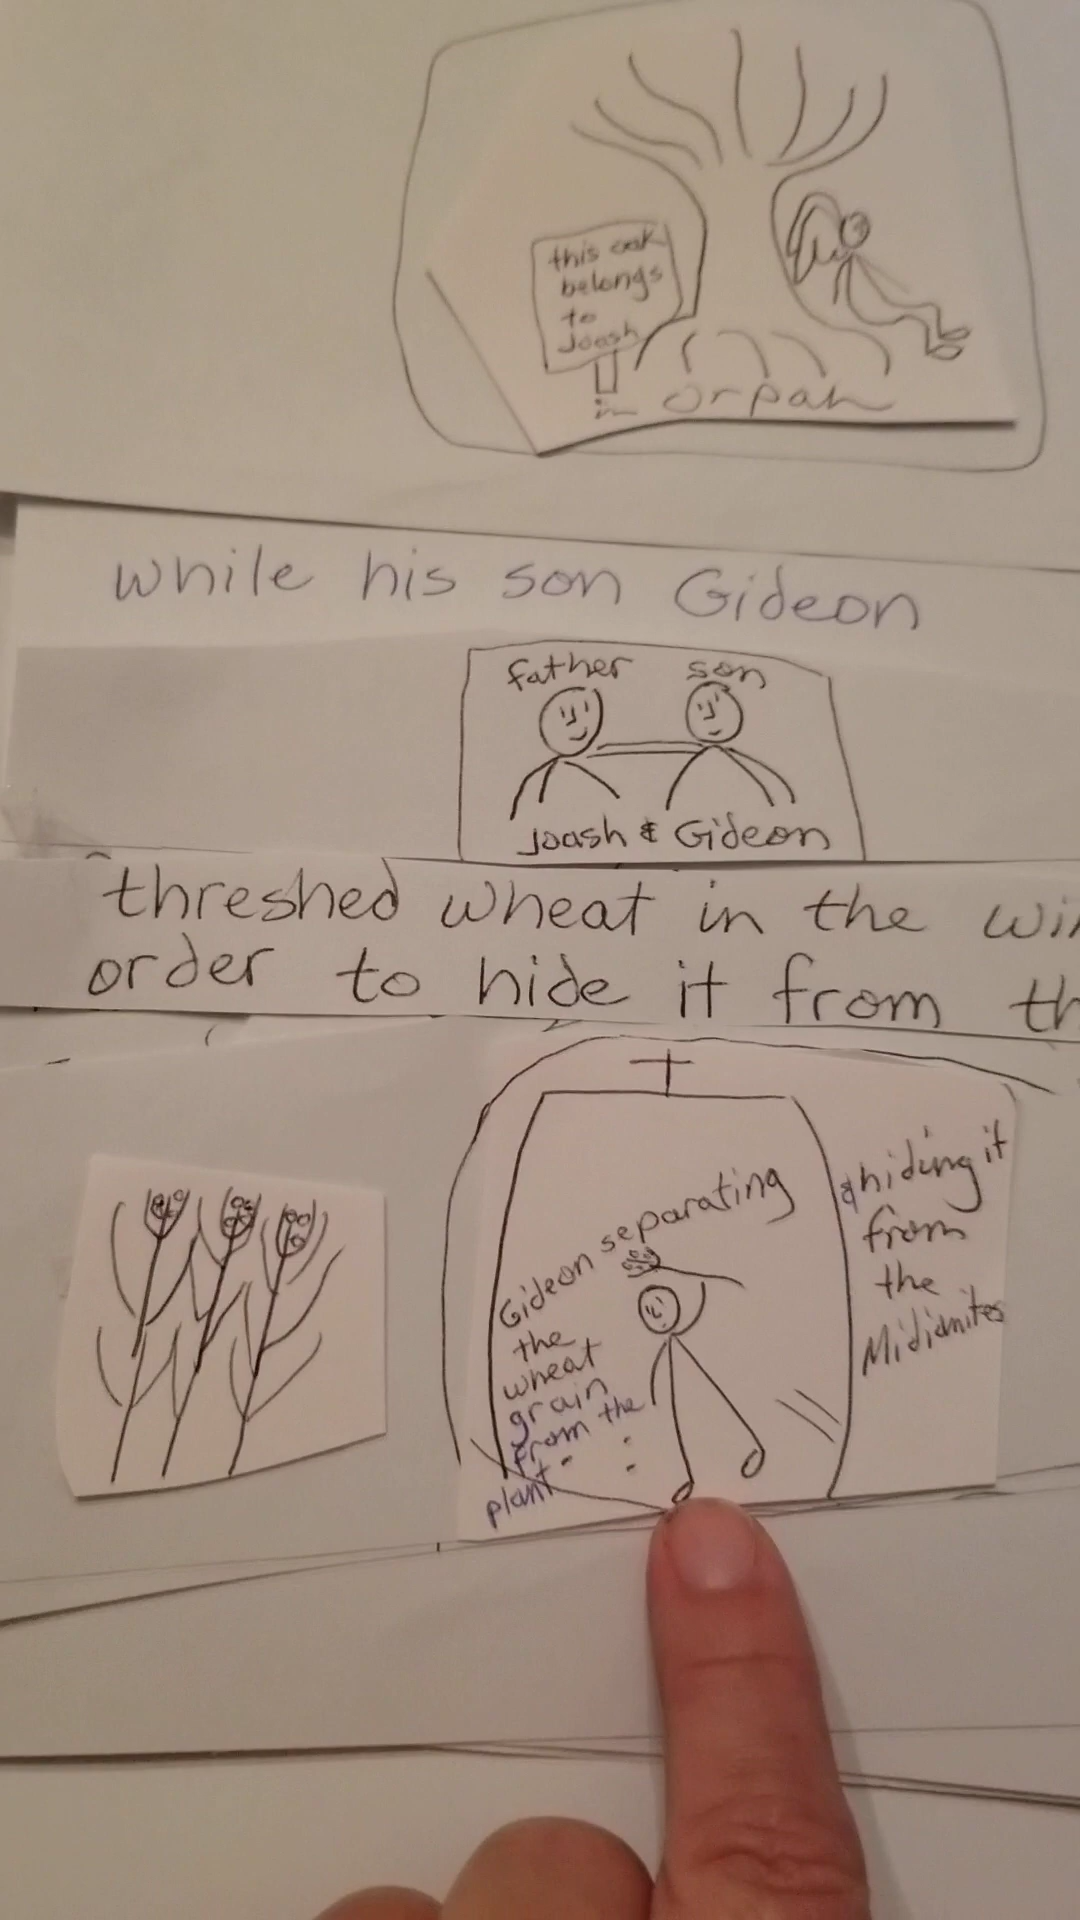 this oak
belongs
to
Joash
in Orpah
while his son Gideon
father son
Joash & Gideon
threshed wheat in the
order to hide it from
Gideon separating
the
wheat
grain
from the
plant
& hiding it
from
the
Midianites